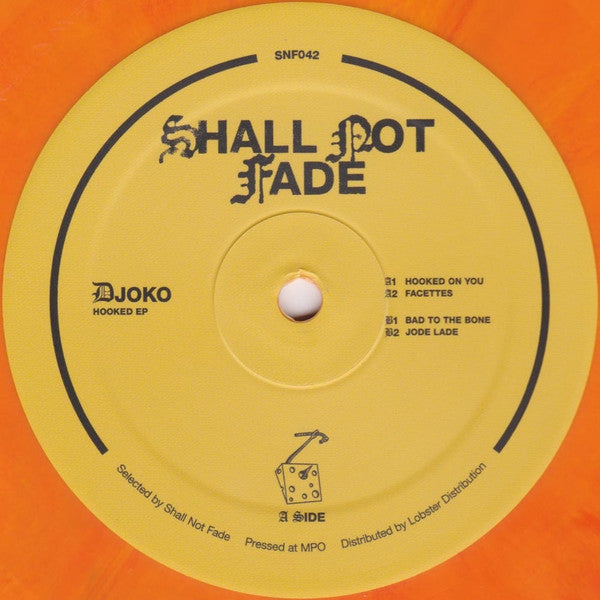 SNF042
SHALL NOT
FADE
DJOKO
HOOKED EP
A1 HOOKED ON YOU
A2 FACETTES
B1 BAD TO THE BONE
B2 JODE LADE
A SIDE
Selected by Shall Not Fade
Pressed at MPO
Distributed by Lobster Distribution